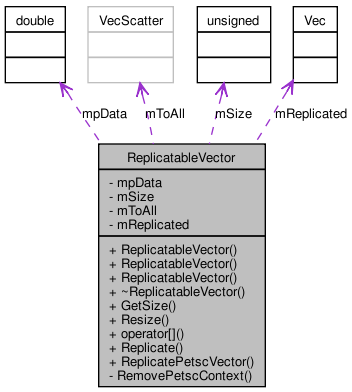 double VecScatter unsigned Vec
mpData mToAll mSize mReplicated
ReplicatableVector
- mpData
- mSize
- mToAll
- mReplicated
+ ReplicatableVector()
+ ReplicatableVector()
+ ReplicatableVector()
+ ~ReplicatableVector()
+ GetSize()
+ Resize()
+ operator[]()
+ Replicate()
+ ReplicatePetscVector()
- RemovePetscContext()